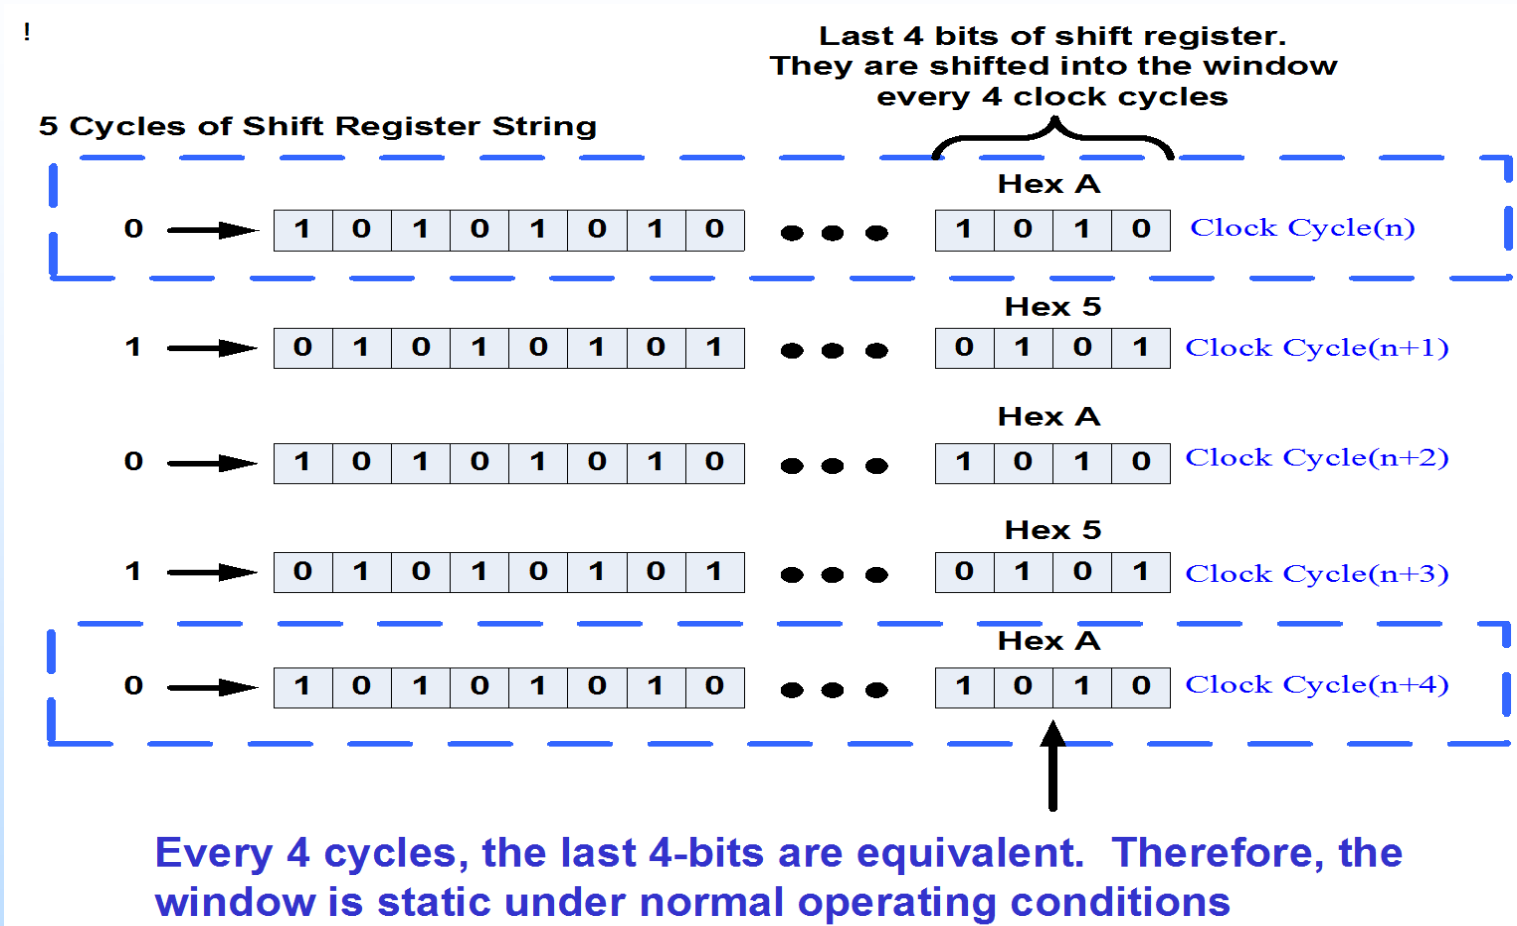 !
Last 4 bits of shift register.
They are shifted into the window
every 4 clock cycles
5 Cycles of Shift Register String
Hex A
0 1 0 1 0 1 0 1 0 1 0 1 0 Clock Cycle(n)
Hex 5
1 0 1 0 1 0 1 0 1 0 1 0 1 Clock Cycle(n+1)
Hex A
0 1 0 1 0 1 0 1 0 1 0 1 0 Clock Cycle(n+2)
Hex 5
1 0 1 0 1 0 1 0 1 0 1 0 1 Clock Cycle(n+3)
Hex A
0 1 0 1 0 1 0 1 0 1 0 1 0 Clock Cycle(n+4)
Every 4 cycles, the last 4-bits are equivalent. Therefore, the
window is static under normal operating conditions